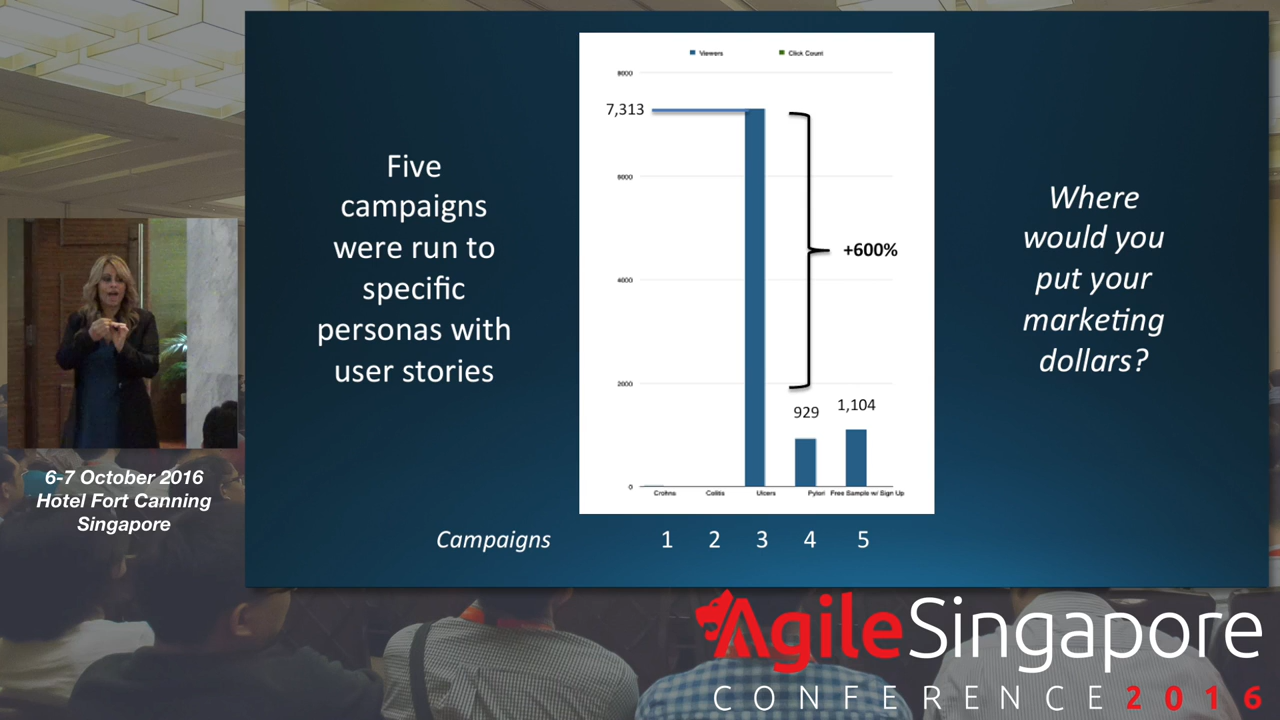 Viewers Click Count
8000
7,313
6000
4000
2000
0
+600%
929
1,104
Crohns Colitis Ulcers Pylori Free Sample w/ Sign Up
Five
campaigns
were run to
specific
personas with
user stories
Where
would you
put your
marketing
dollars?
Campaigns 1 2 3 4 5
6-7 October 2016
Hotel Fort Canning
Singapore
AgileSingapore
CONFERENCE 2016